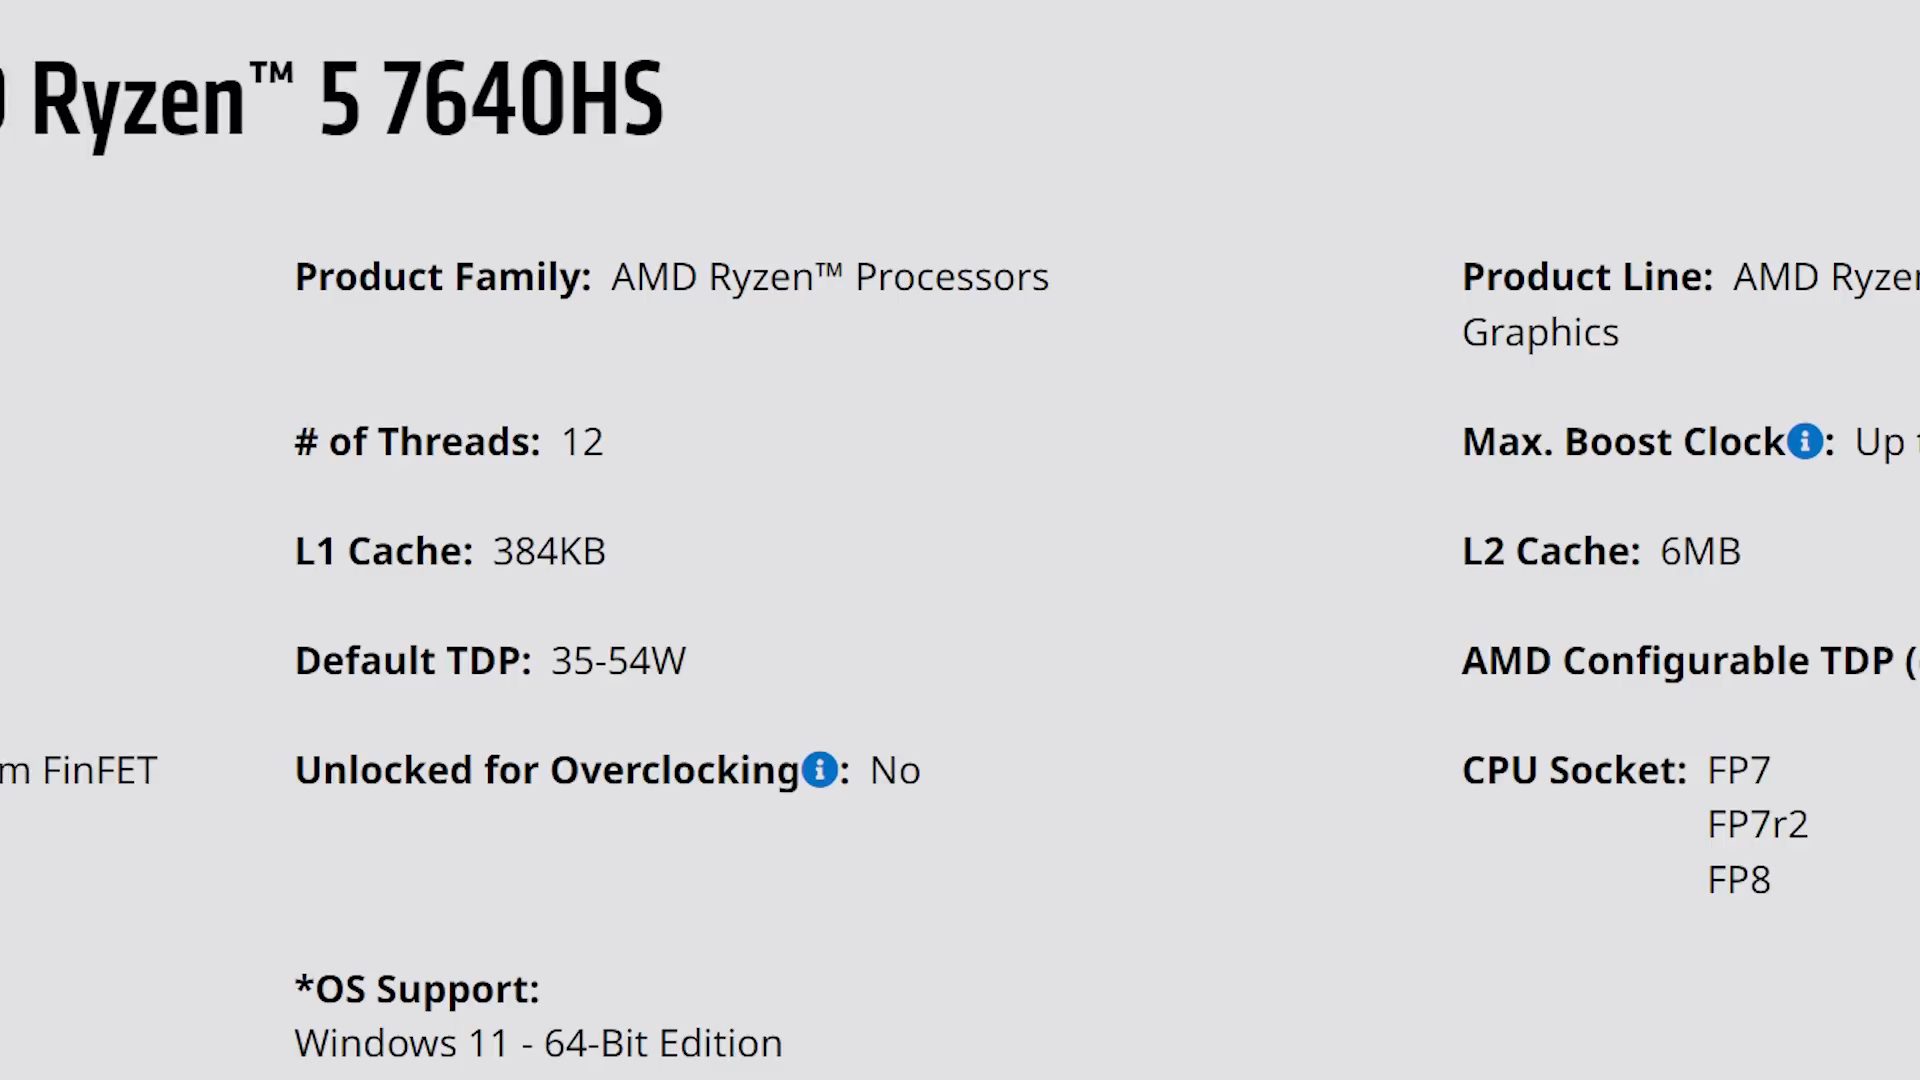 Ryzen™ 5 7640HS
Product Family: AMD Ryzen™ Processors
Product Line: AMD Ryzen
Graphics
# of Threads: 12
Max. Boost Clock: Up
L1 Cache: 384KB
L2 Cache: 6MB
Default TDP: 35-54W
AMD Configurable TDP (
m FinFET
Unlocked for Overclocking: No
CPU Socket: FP7
FP7r2
FP8
*OS Support:
Windows 11 - 64-Bit Edition